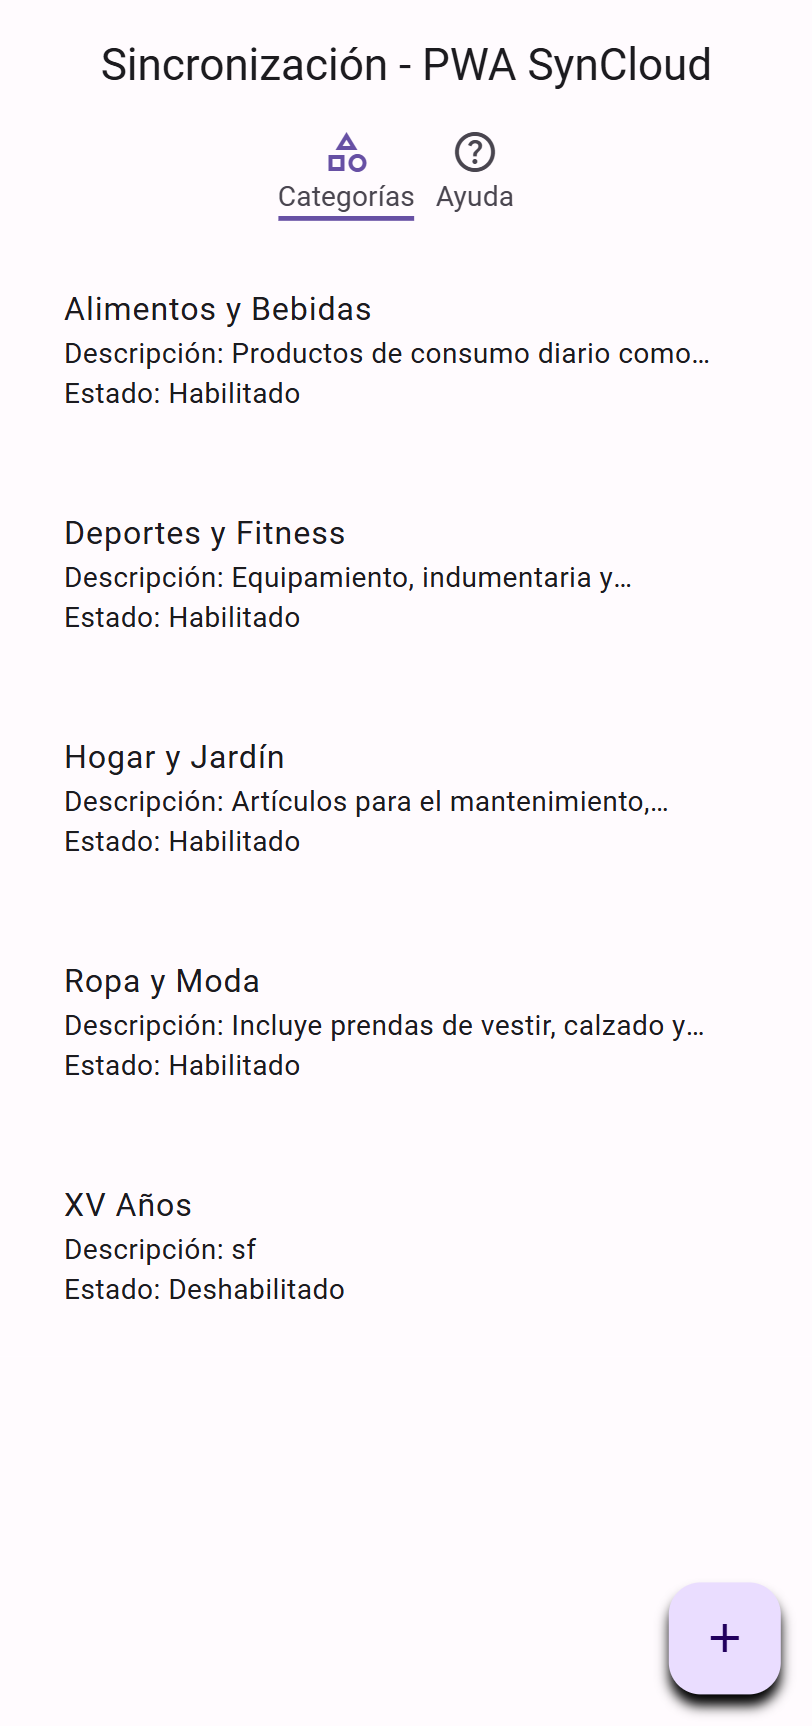 Sincronización - PWA SynCloud
Categorías Ayuda
Alimentos y Bebidas
Descripción: Productos de consumo diario como...
Estado: Habilitado
Deportes y Fitness
Descripción: Equipamiento, indumentaria y...
Estado: Habilitado
Hogar y Jardín
Descripción: Artículos para el mantenimiento,...
Estado: Habilitado
Ropa y Moda
Descripción: Incluye prendas de vestir, calzado y...
Estado: Habilitado
XV Años
Descripción: sf
Estado: Deshabilitado
+